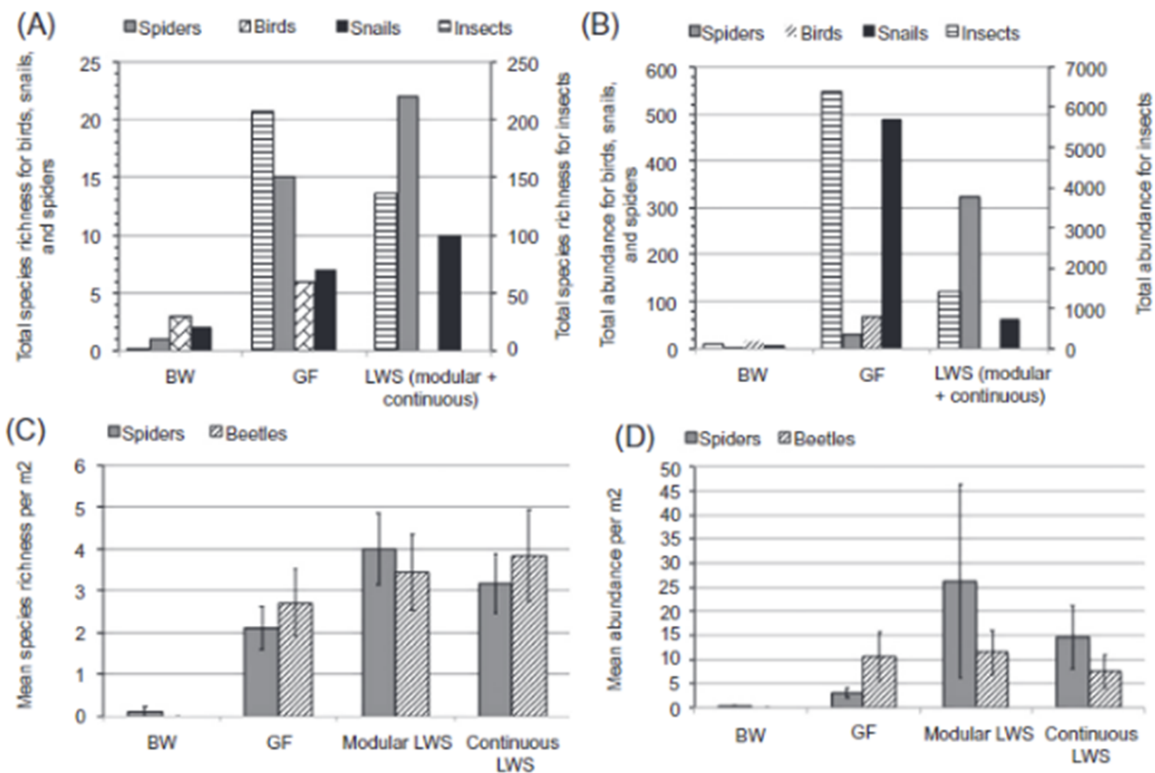 (A)
Spiders Birds Snails Insects
Total species richness for birds, snails,
and spiders
25
20
15
10
5
0
250
200
150
100
50
0
Total species richness for insects
BW GF LWS (modular +
continuous)
(B)
Spiders Birds Snails Insects
Total abundance for birds, snails,
and spiders
600
500
400
300
200
100
0
7000
6000
5000
4000
3000
2000
1000
0
Total abundance for insects
BW GF LWS (modular
+ continuous)
(C)
Spiders Beetles
Mean species richness per m2
6
5
4
3
2
1
0
BW GF Modular LWS Continuous
LWS
(D)
Spiders Beetles
Mean abundance per m2
50
45
40
35
30
25
20
15
10
5
0
BW GF Modular LWS Continuous
LWS